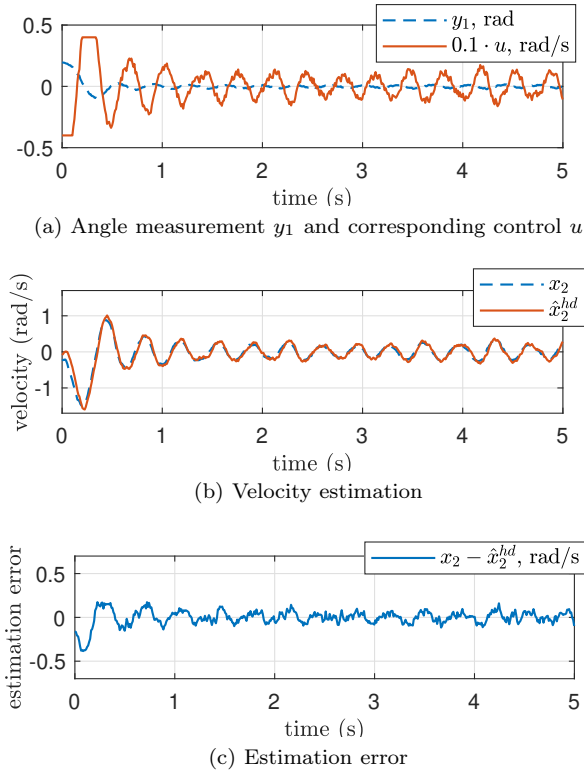 y₁, rad
0.1 · u, rad/s
0.5
0
-0.5
0 1 2 3 4 5
time (s)
(a) Angle measurement y₁ and corresponding control u
x₂
x̂₂ʰᵈ
velocity (rad/s)
1
0
-1
0 1 2 3 4 5
time (s)
(b) Velocity estimation
x₂ − x̂₂ʰᵈ, rad/s
estimation error
0.5
0
-0.5
0 1 2 3 4 5
time (s)
(c) Estimation error